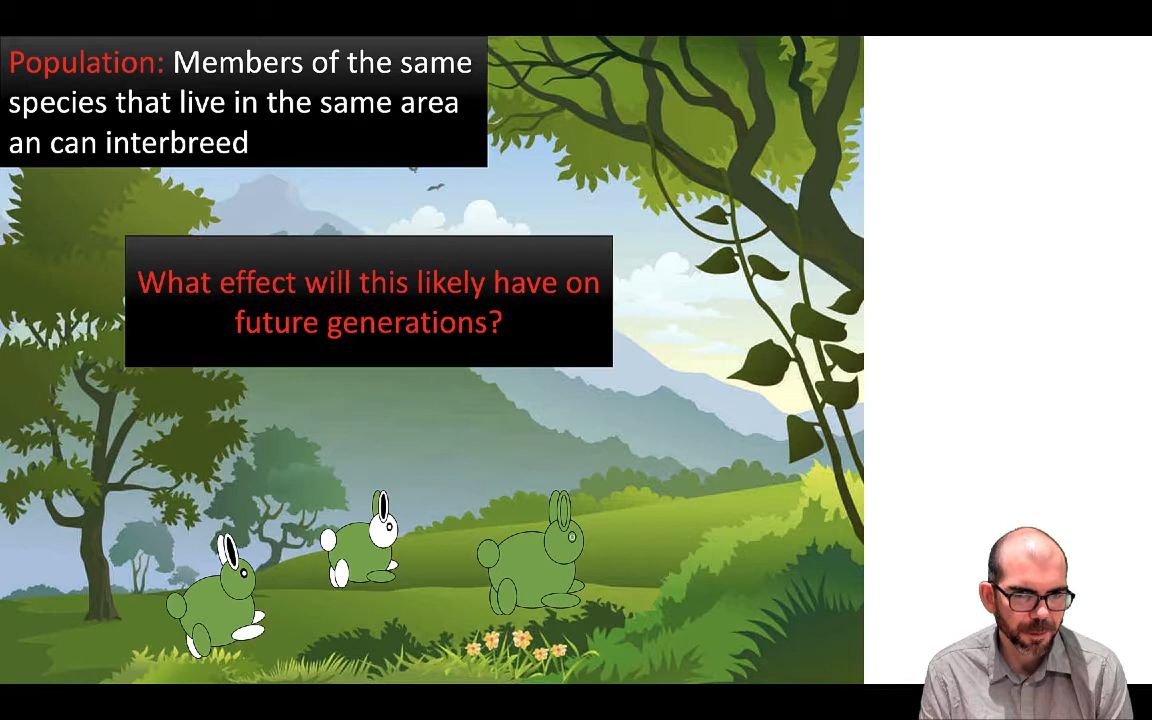 Population: Members of the same
species that live in the same area
an can interbreed
What effect will this likely have on
future generations?